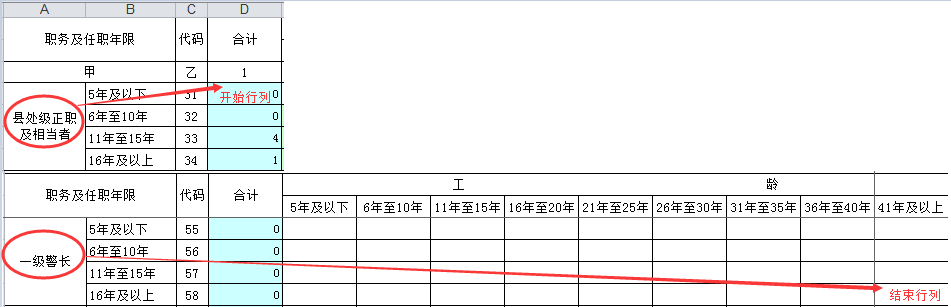 A B C D
职务及任职年限 代码 合计
甲 乙 1
5年及以下 31 开始行列 0
县处级正职
及相当者
6年至10年 32 0
11年至15年 33 4
16年及以上 34 1
职务及任职年限 代码 合计 工 龄
5年及以下 6年至10年 11年至15年 16年至20年 21年至25年 26年至30年 31年至35年 36年至40年 41年及以上
一级警长
5年及以下 55 0
6年至10年 56 0
11年至15年 57 0
16年及以上 58 0 结束行列